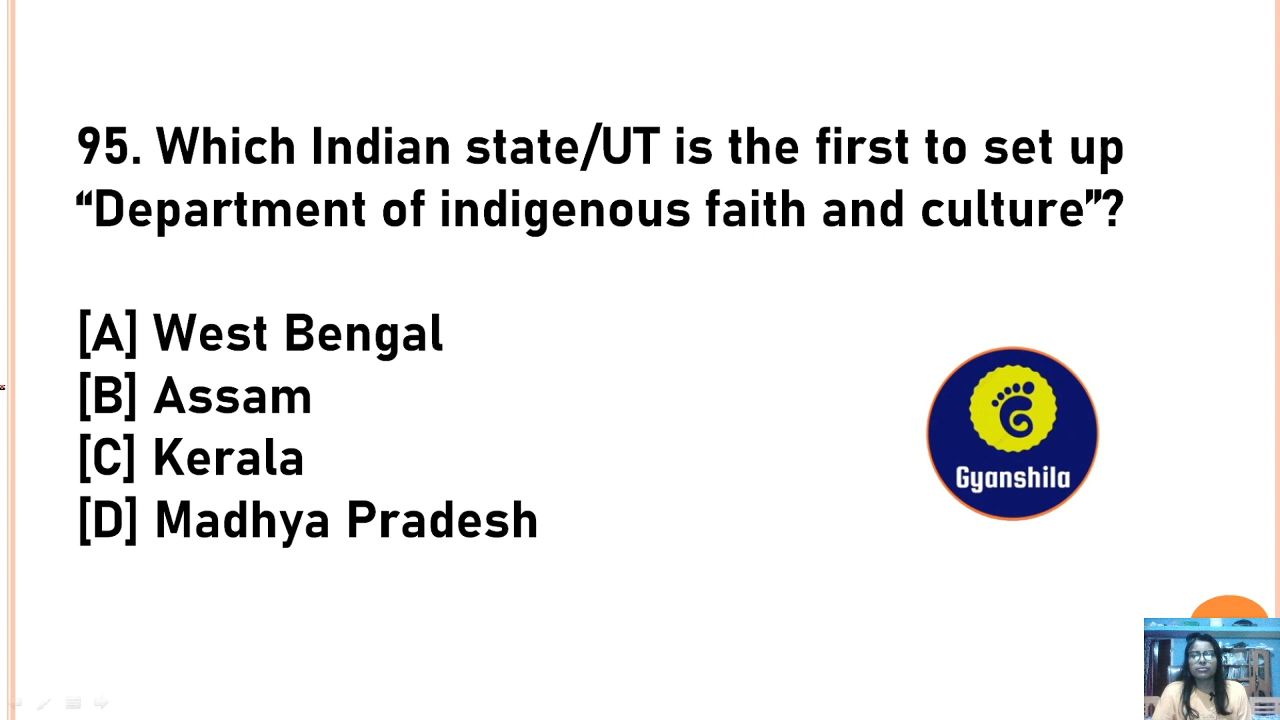 95. Which Indian state/UT is the first to set up
“Department of indigenous faith and culture”?
[A] West Bengal
[B] Assam
[C] Kerala
[D] Madhya Pradesh
Gyanshila